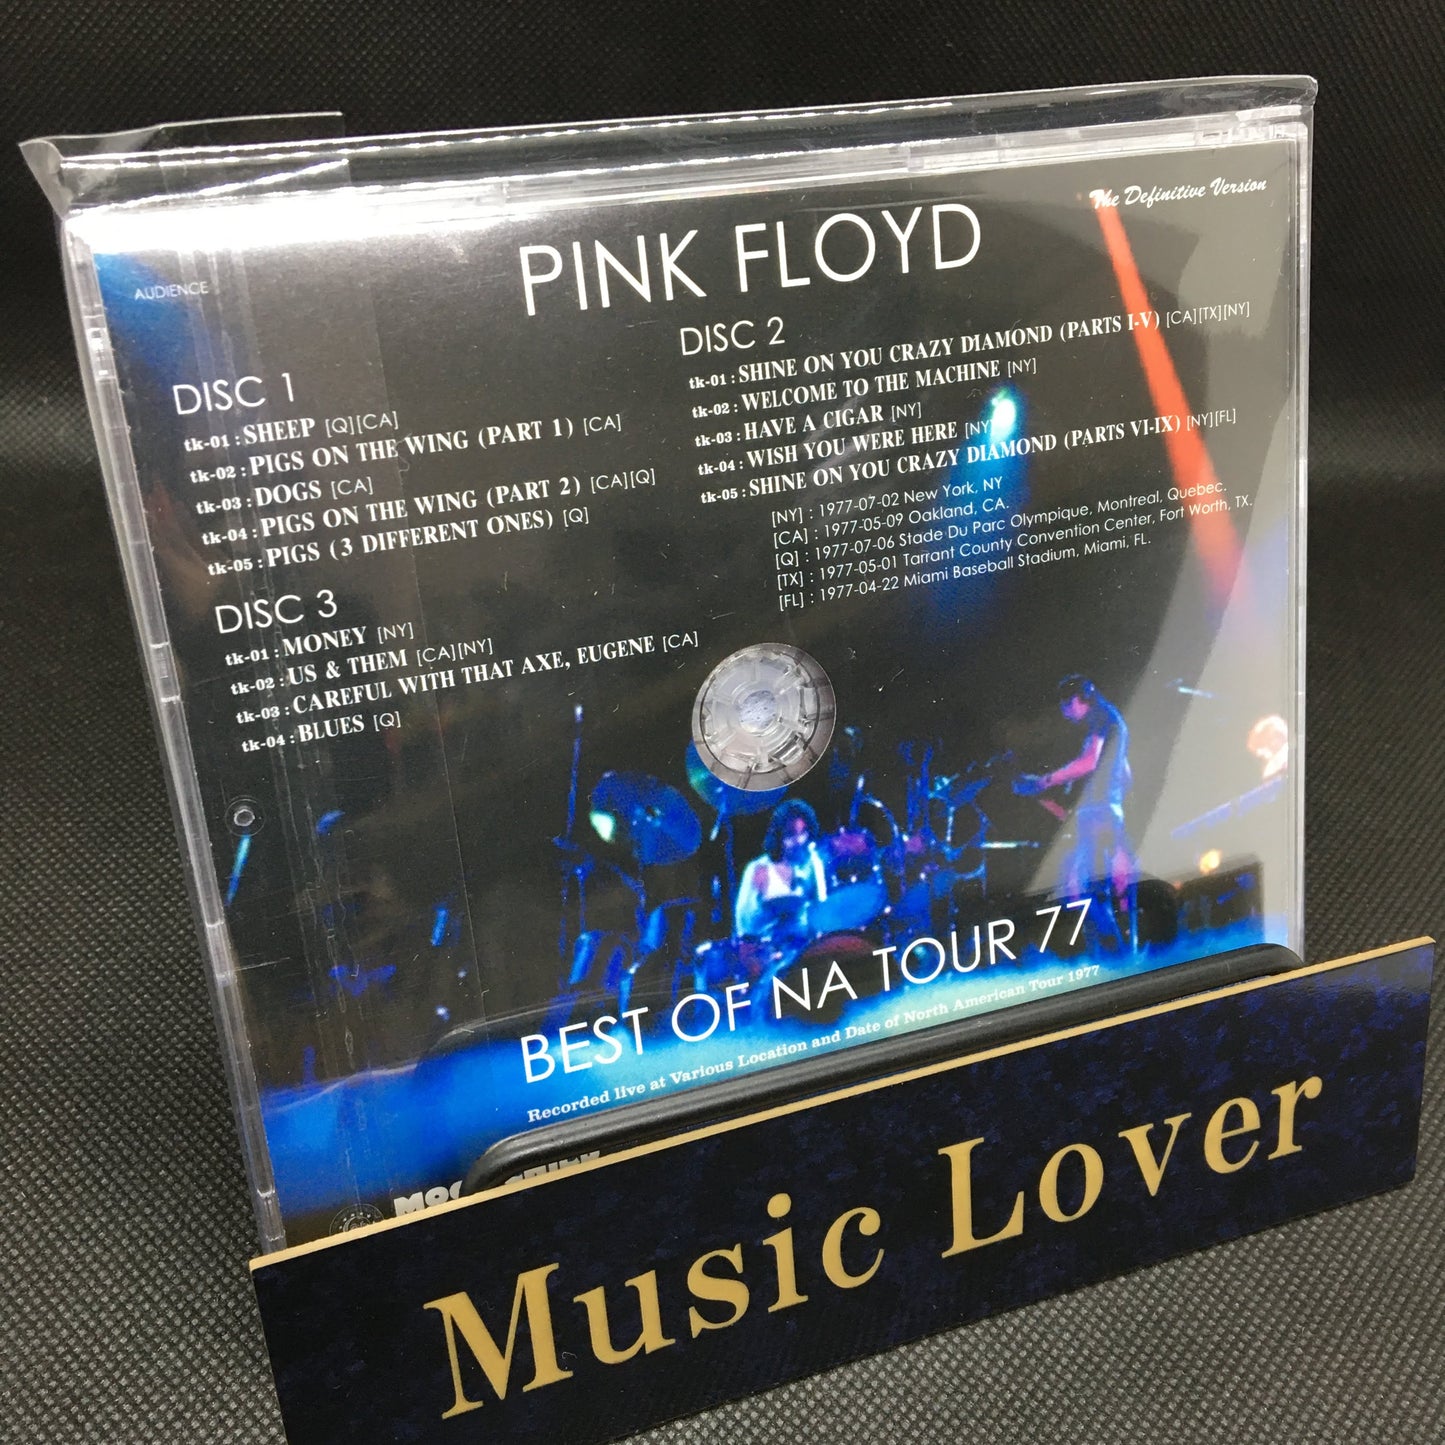 The Definitive Version
AUDIENCE
PINK FLOYD
DISC 1
tk-01 : SHEEP [Q][CA]
tk-02 : PIGS ON THE WING (PART 1) [CA]
tk-03 : DOGS [CA]
tk-04 : PIGS ON THE WING (PART 2) [CA][Q]
tk-05 : PIGS (3 DIFFERENT ONES) [Q]
DISC 2
tk-01 : SHINE ON YOU CRAZY DIAMOND (PARTS I-V) [CA][TX][NY]
tk-02 : WELCOME TO THE MACHINE [NY]
tk-03 : HAVE A CIGAR [NY]
tk-04 : WISH YOU WERE HERE [NY]
tk-05 : SHINE ON YOU CRAZY DIAMOND (PARTS VI-IX) [NY][FL]
[NY] : 1977-07-02 New York, NY
[CA] : 1977-05-09 Oakland, CA.
[Q] : 1977-07-06 Stade Du Parc Olympique, Montreal, Quebec.
[TX] : 1977-05-01 Tarrant County Convention Center, Fort Worth, TX.
[FL] : 1977-04-22 Miami Baseball Stadium, Miami, FL.
DISC 3
tk-01 : MONEY [NY]
tk-02 : US & THEM [CA][NY]
tk-03 : CAREFUL WITH THAT AXE, EUGENE [CA]
tk-04 : BLUES [Q]
BEST OF NA TOUR 77
Recorded live at Various Location and Date of North American Tour 1977
Music Lover